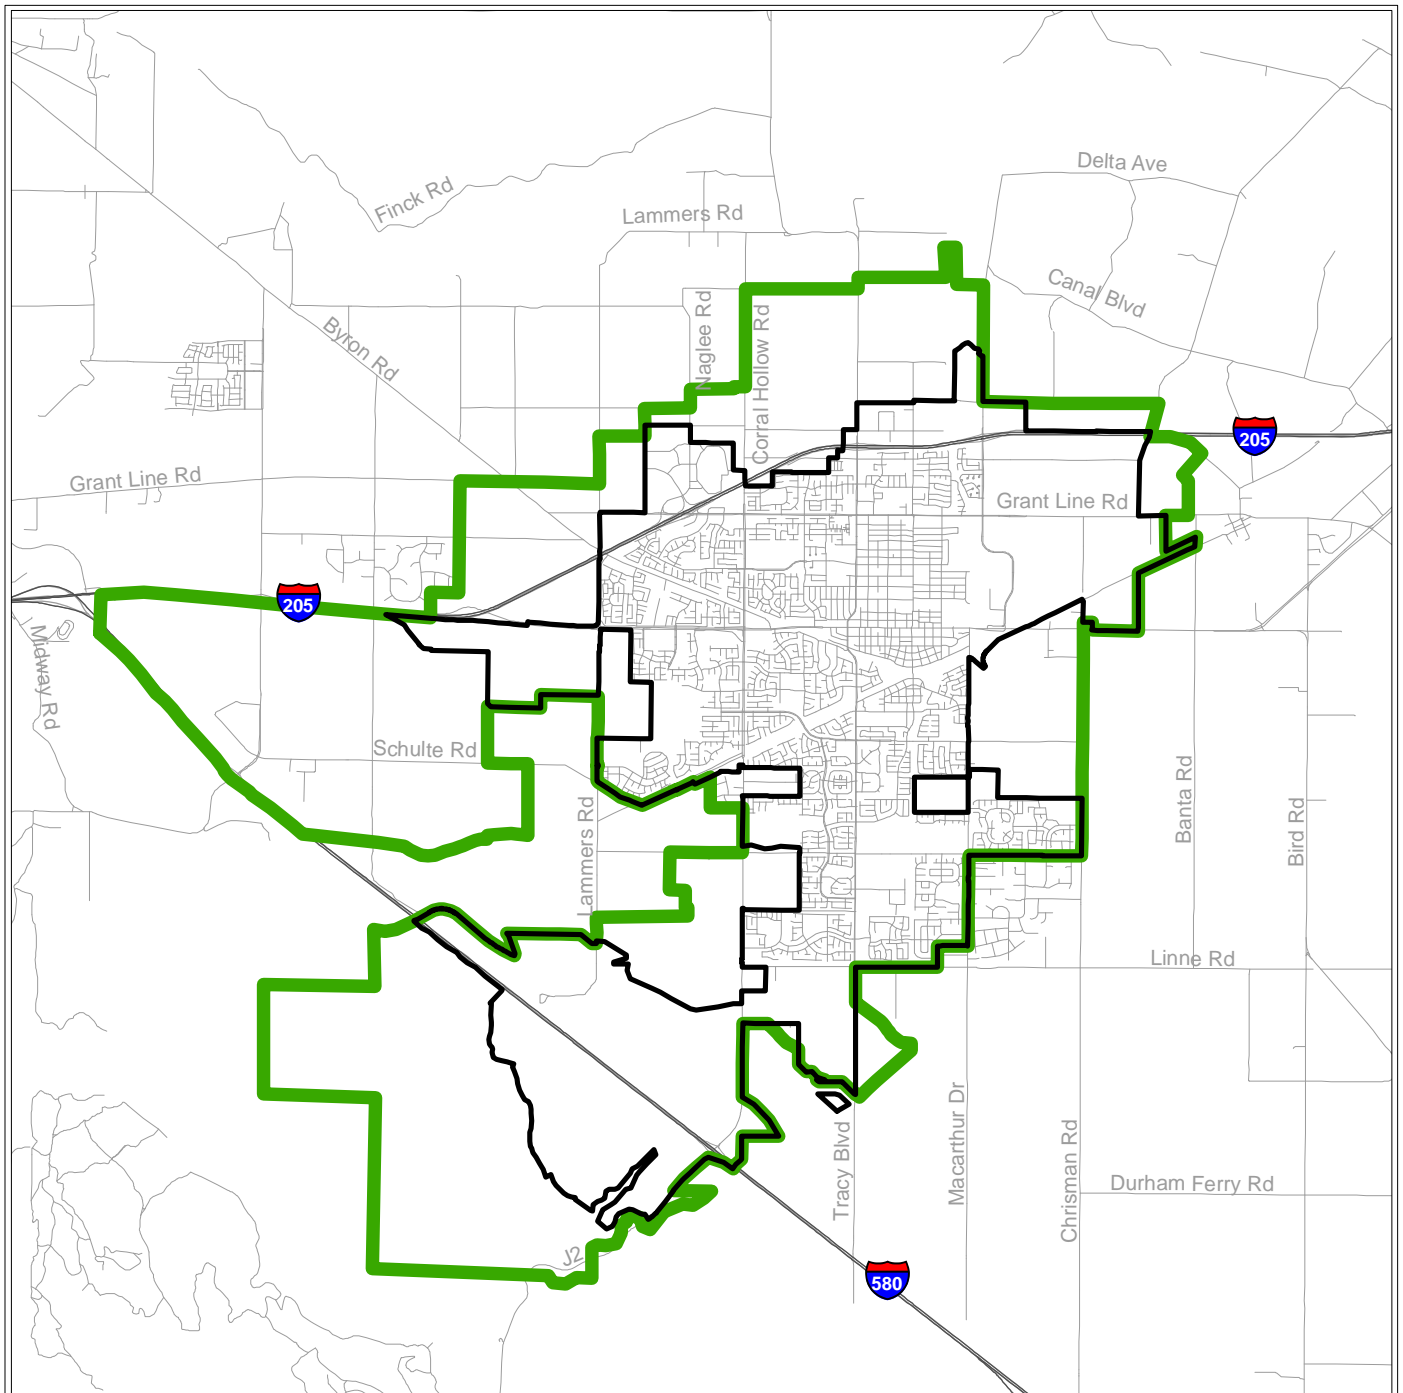 Delta Ave
Finck Rd
Lammers Rd
Canal Blvd
Naglee Rd
Corral Hollow Rd
Byron Rd
205
Grant Line Rd
Grant Line Rd
205
Midway Rd
Schulte Rd
Banta Rd
Bird Rd
Lammers Rd
Linne Rd
Macarthur Dr
Tracy Blvd
Chrisman Rd
Durham Ferry Rd
J2
580